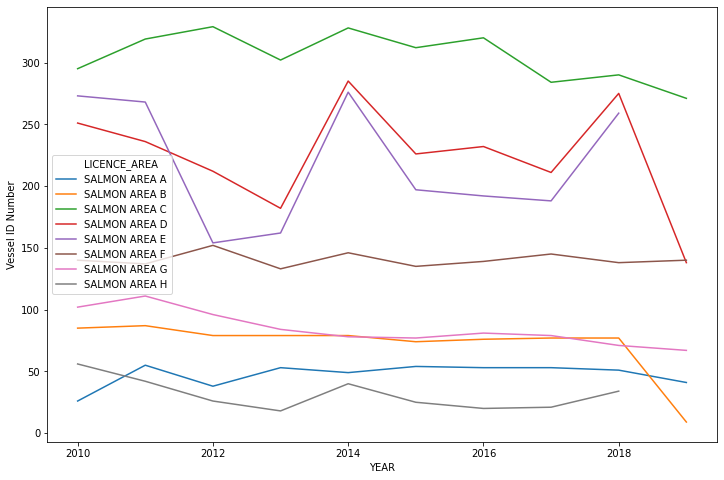 300
250
200
150
100
50
0
Vessel ID Number
LICENCE_AREA
SALMON AREA A
SALMON AREA B
SALMON AREA C
SALMON AREA D
SALMON AREA E
SALMON AREA F
SALMON AREA G
SALMON AREA H
2010 2012 2014 2016 2018
YEAR